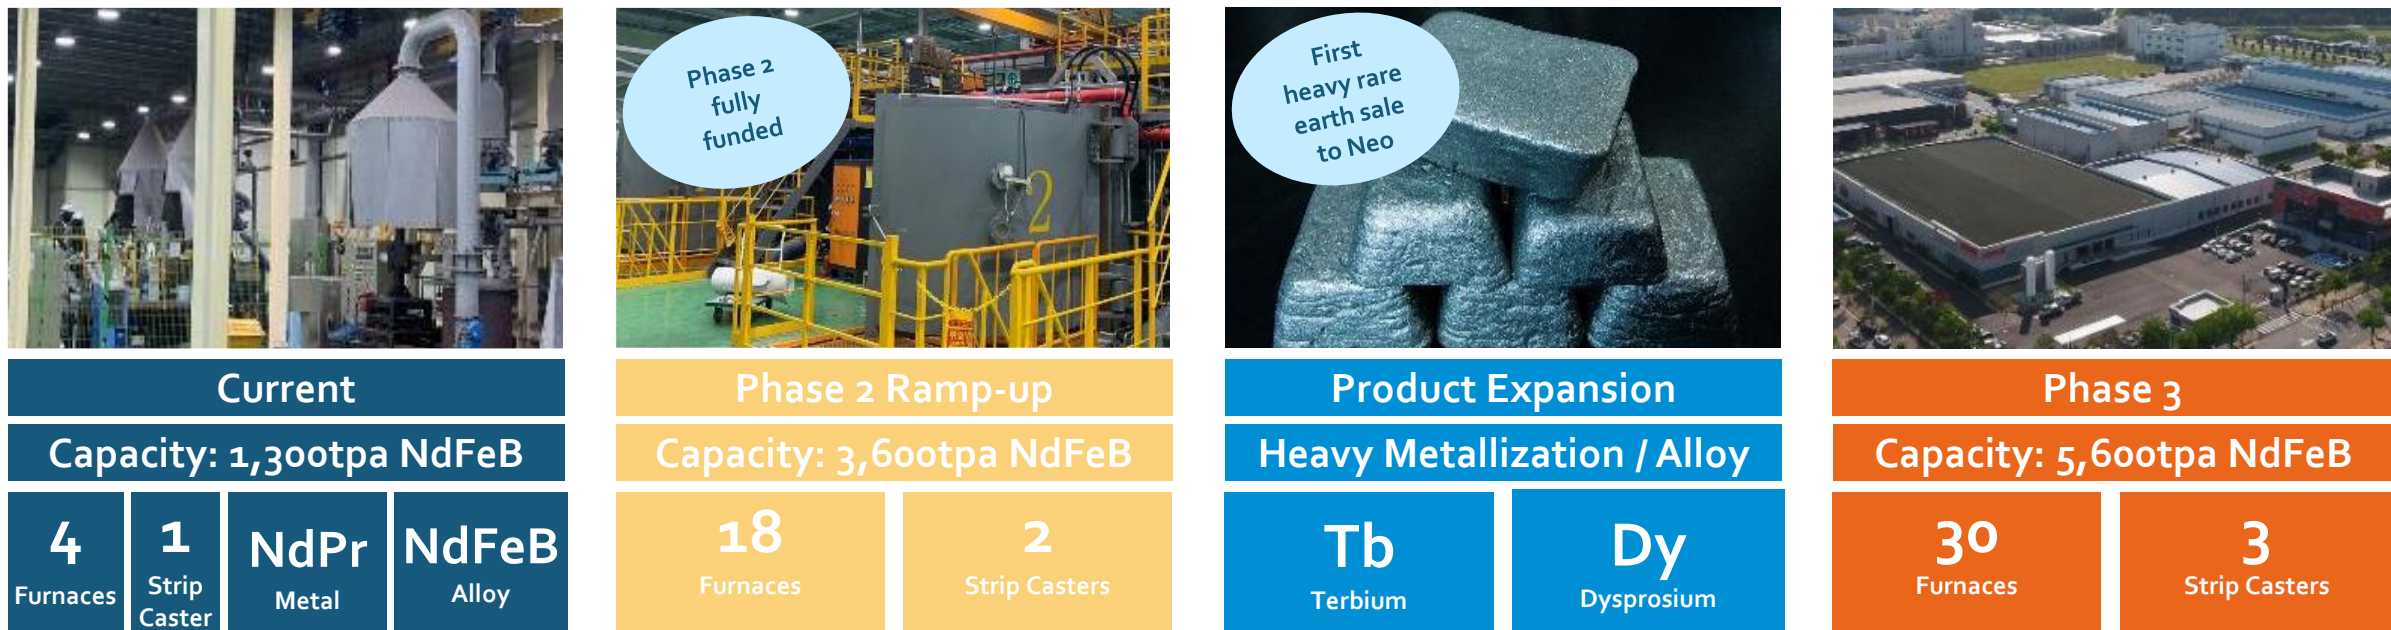 Phase 2
fully
funded
First
heavy rare
earth sale
to Neo
2
Current
Phase 2 Ramp-up
Product Expansion
Phase 3
Capacity: 1,300tpa NdFeB
Capacity: 3,600tpa NdFeB
Heavy Metallization / Alloy
Capacity: 5,600tpa NdFeB
4
Furnaces
1
Strip
Caster
NdPr
Metal
NdFeB
Alloy
18
Furnaces
2
Strip Casters
Tb
Terbium
Dy
Dysprosium
30
Furnaces
3
Strip Casters